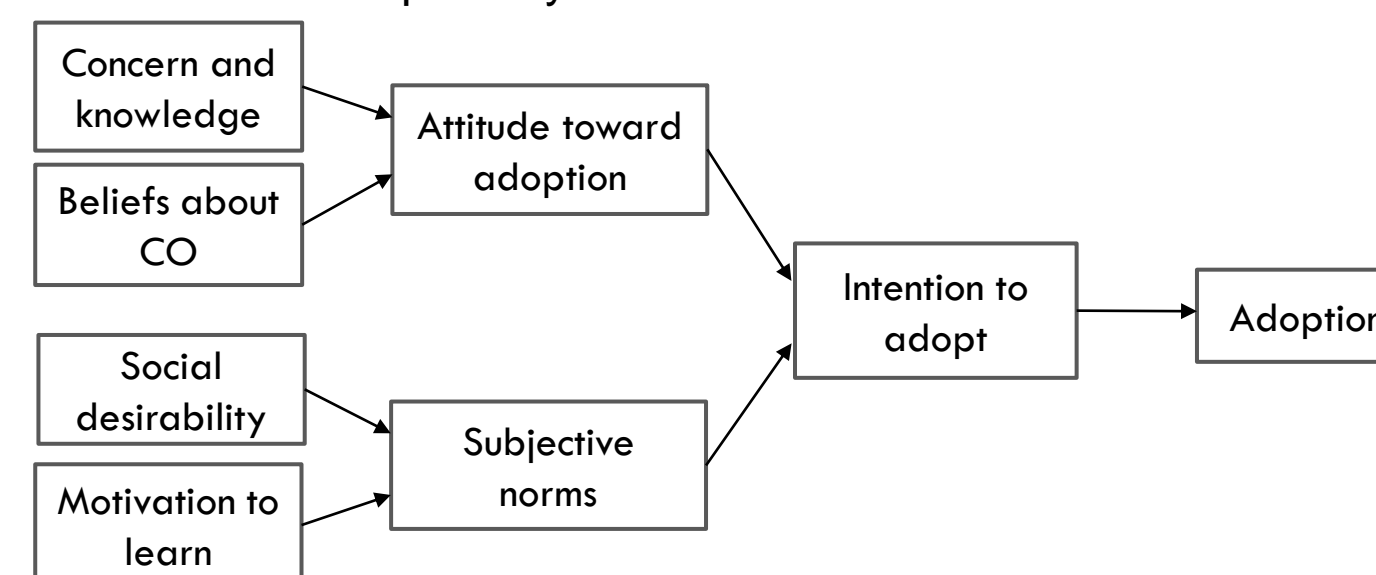 Concern and
knowledge
Beliefs about
CO
Attitude toward
adoption
Social
desirability
Motivation to
learn
Subjective
norms
Intention to
adopt
Adoption